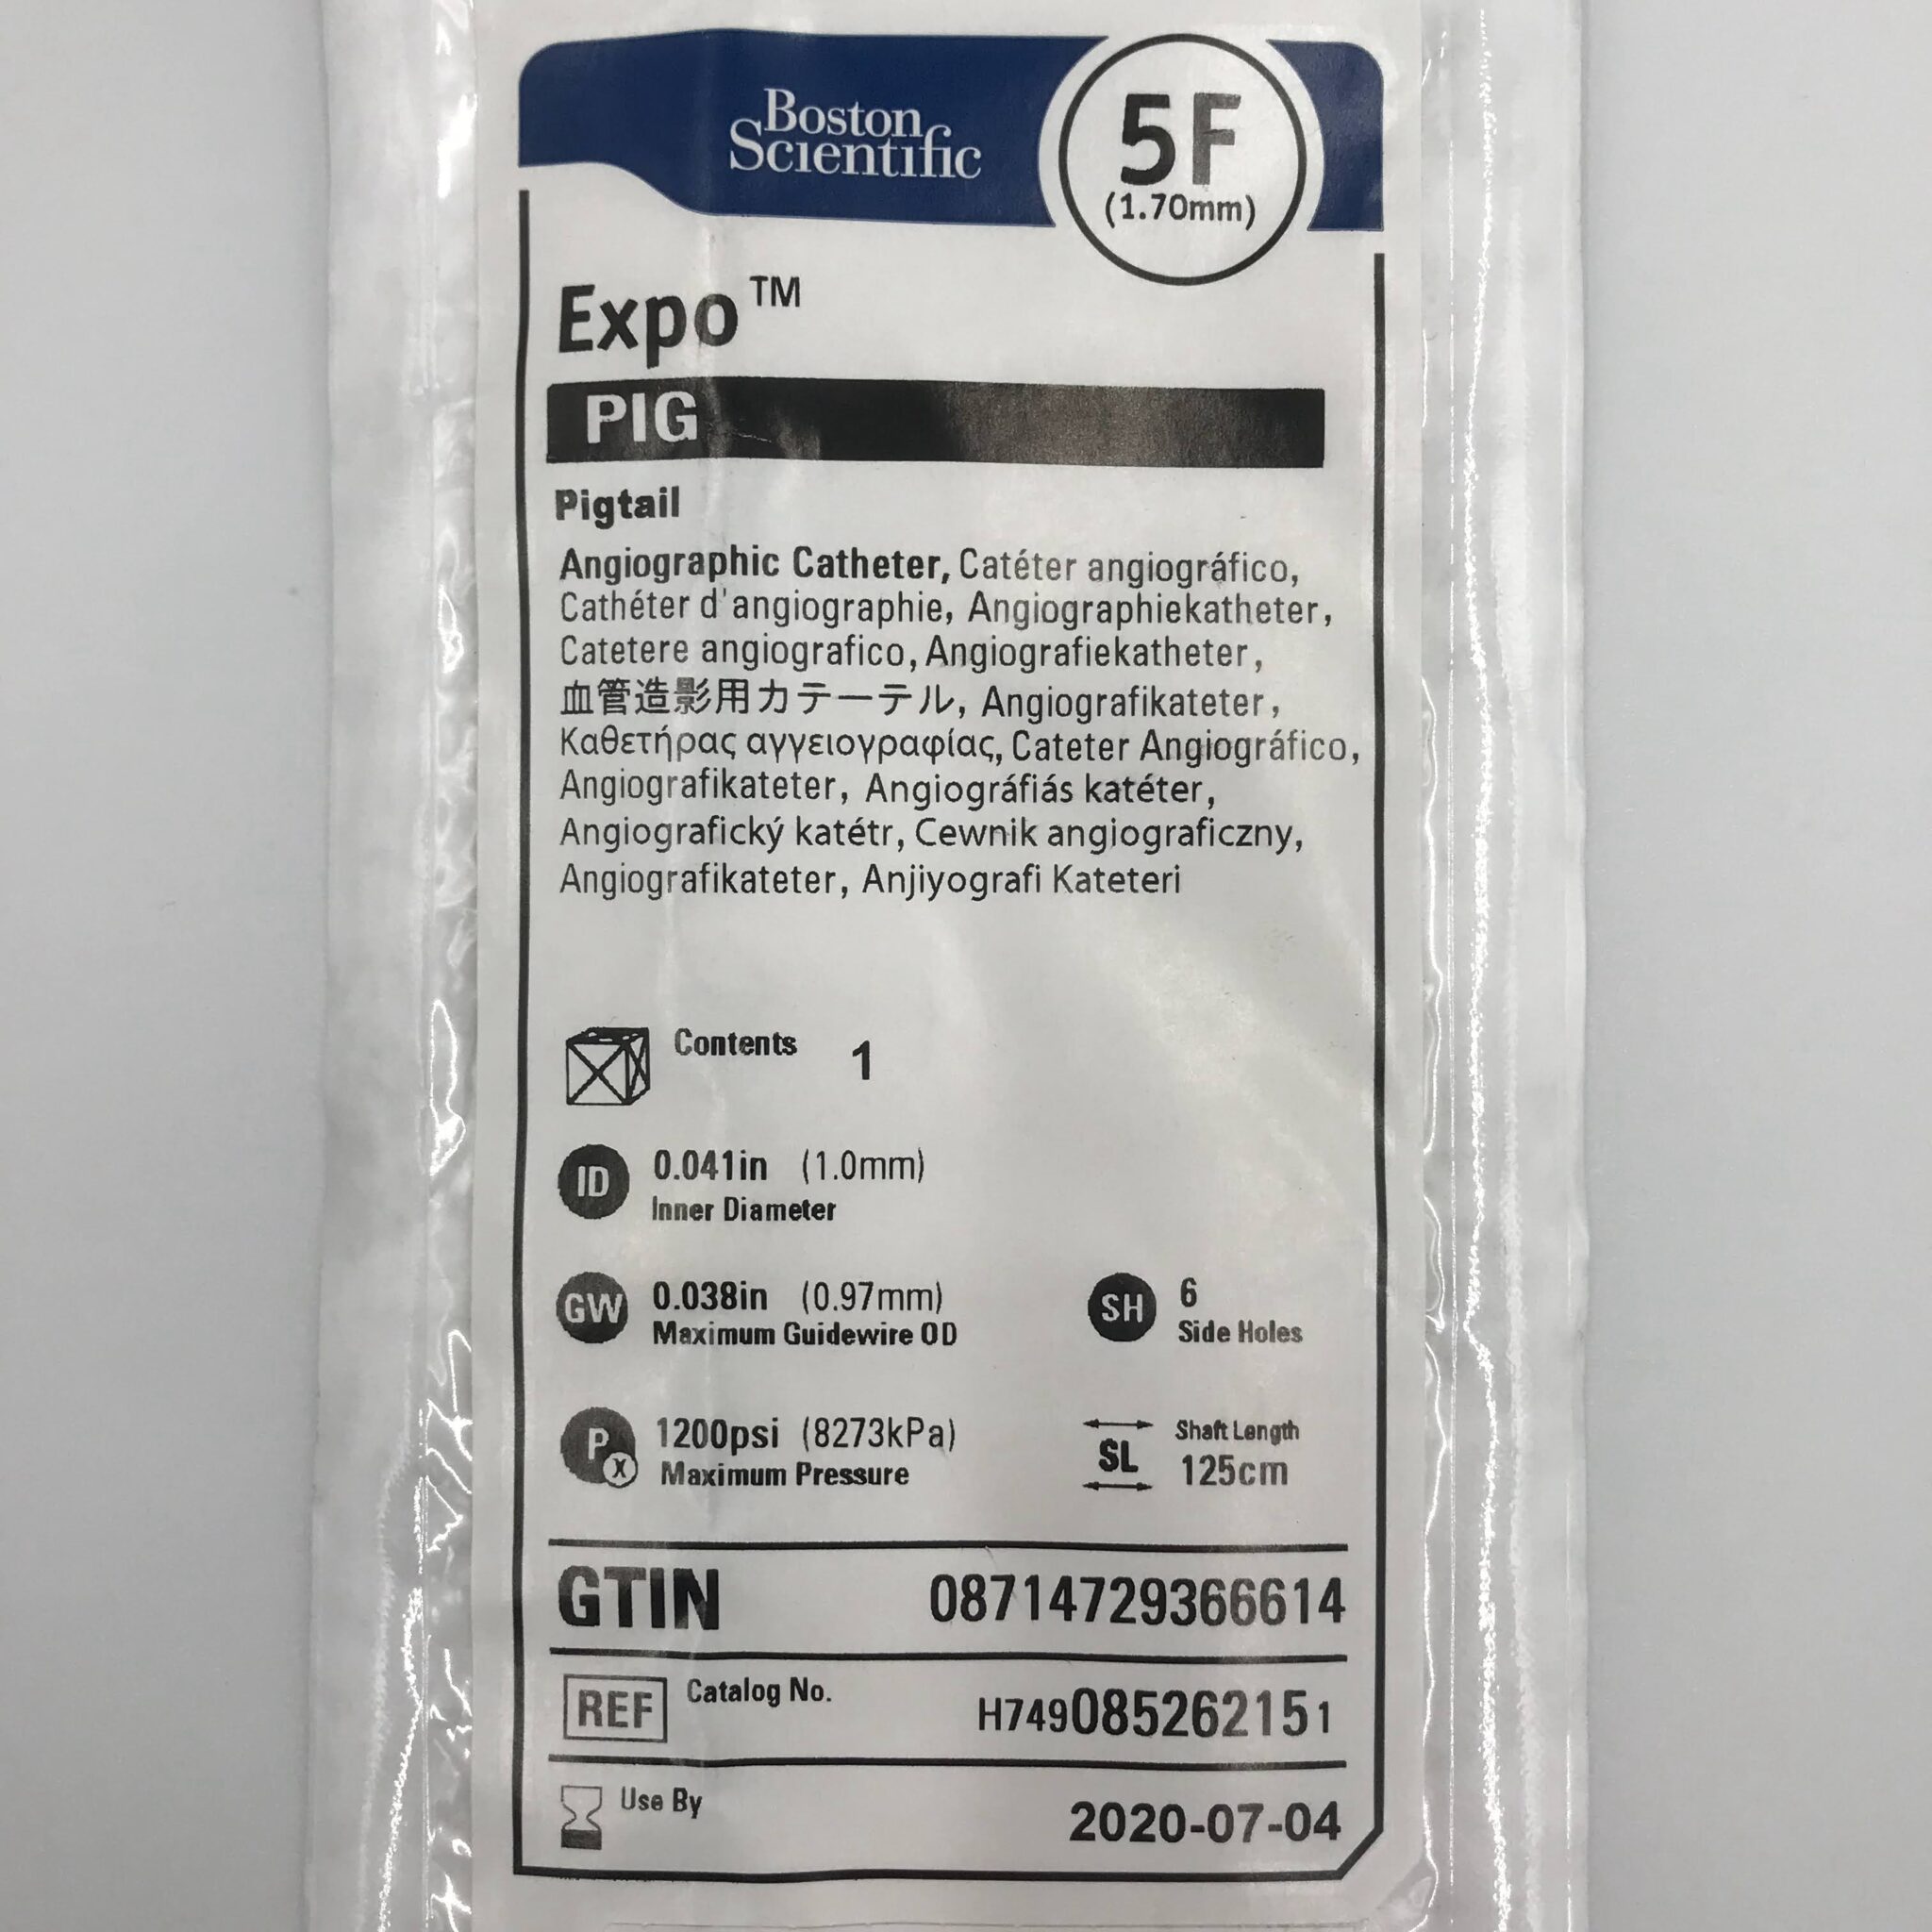 Boston
Scientific
5F
(1.70mm)
Expo™
PIG
Pigtail
Angiographic Catheter, Catéter angiográfico,
Cathéter d'angiographie, Angiographiekatheter,
Catetere angiografico, Angiografiekatheter,
血管造影用カテーテル, Angiografikateter,
Καθετήρας αγγειογραφίας, Cateter Angiográfico,
Angiografikateter, Angiográfiás katéter,
Angiografický katétr, Cewnik angiograficzny,
Angiografikateter, Anjiyografi Kateteri
Contents 1
ID 0.041in (1.0mm)
Inner Diameter
GW 0.038in (0.97mm)
Maximum Guidewire OD
SH 6
Side Holes
PX 1200psi (8273kPa)
Maximum Pressure
SL Shaft Length
125cm
GTIN 08714729366614
REF Catalog No. H749085262151
Use By 2020-07-04